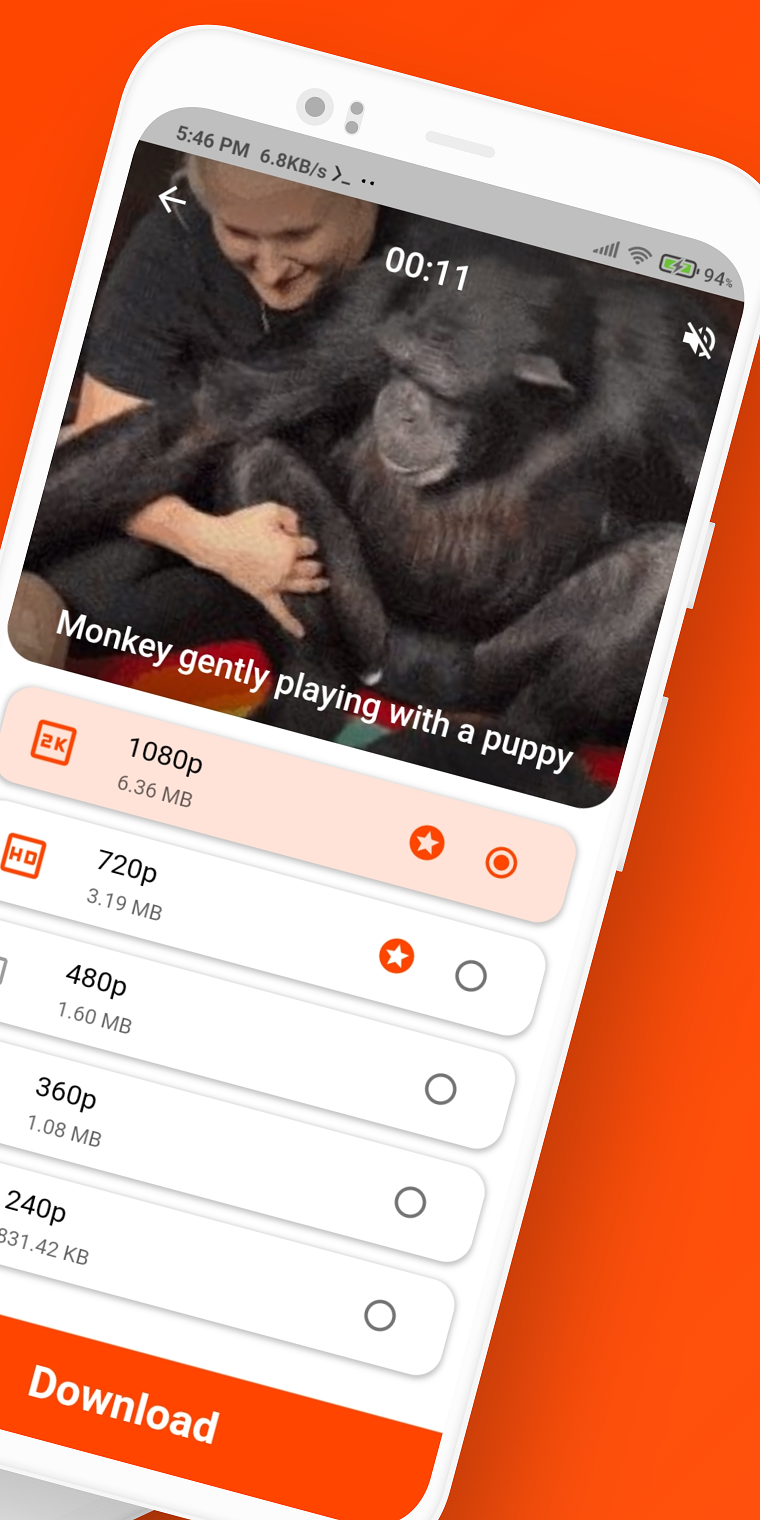 5:46 PM 6.8KB/s
94%
00:11
Monkey gently playing with a puppy
2K
1080p
6.36 MB
HD
720p
3.19 MB
480p
1.60 MB
360p
1.08 MB
240p
831.42 KB
Download